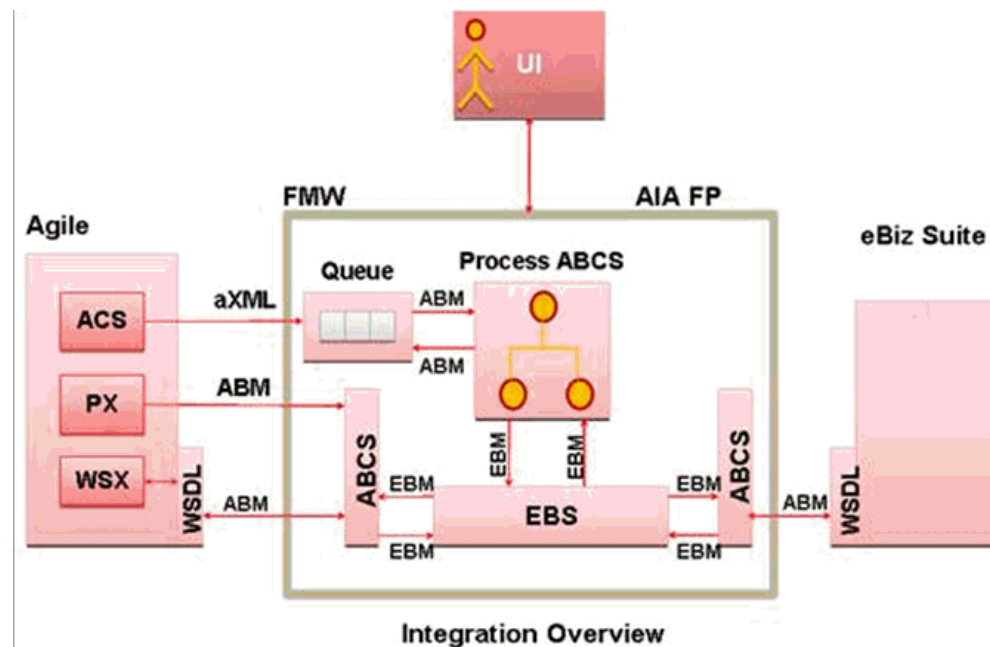 UI
FMW
AIA FP
Agile
eBiz Suite
Queue
Process ABCS
aXML
ABM
ABM
ACS
ABM
PX
WSX
WSDL
ABM
ABCS
EBM
EBM
EBM
EBM
EBS
EBM
EBM
ABCS
ABM
WSDL
Integration Overview